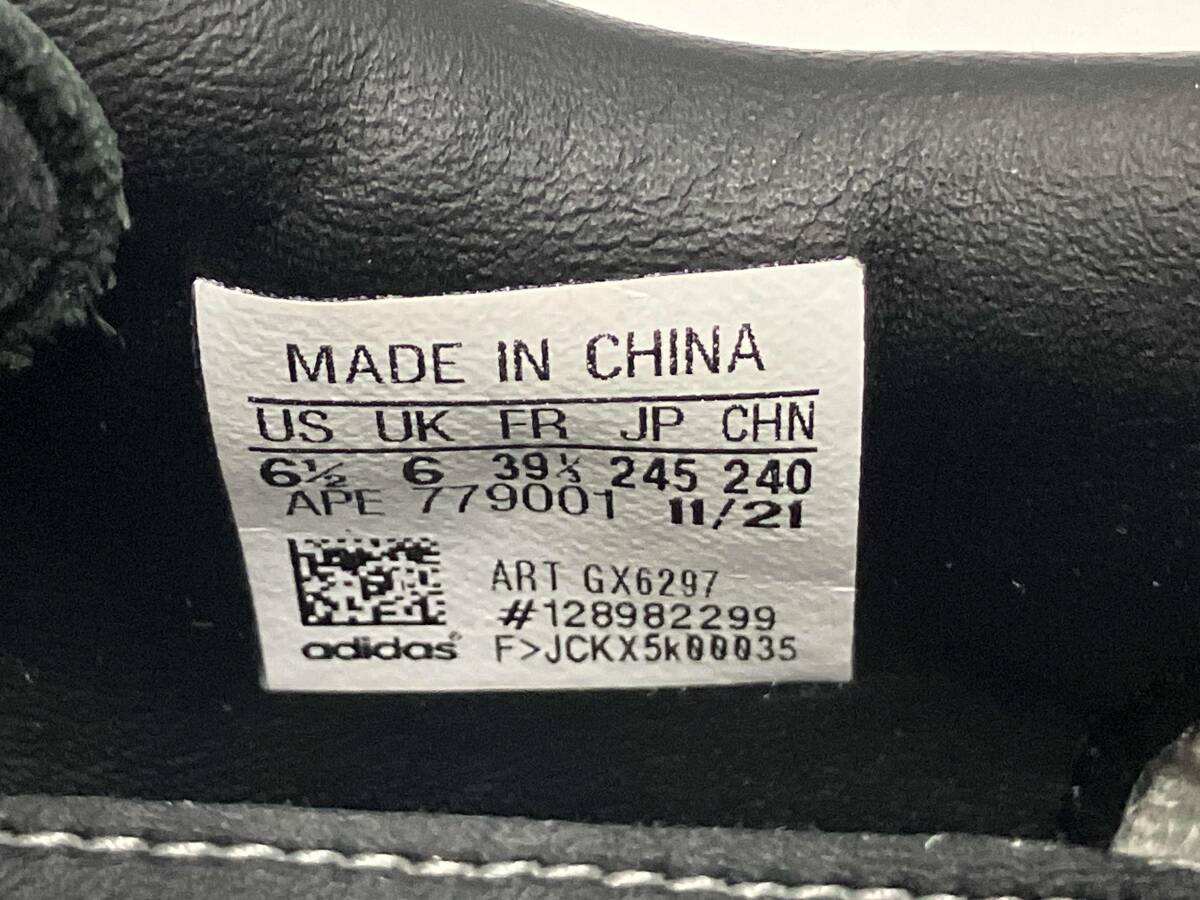 MADE IN CHINA
US UK FR JP CHN
6½ 6 39⅓ 245 240
APE 779001 11/21
ART GX6297
#128982299
adidas® F>JCKX5k00035